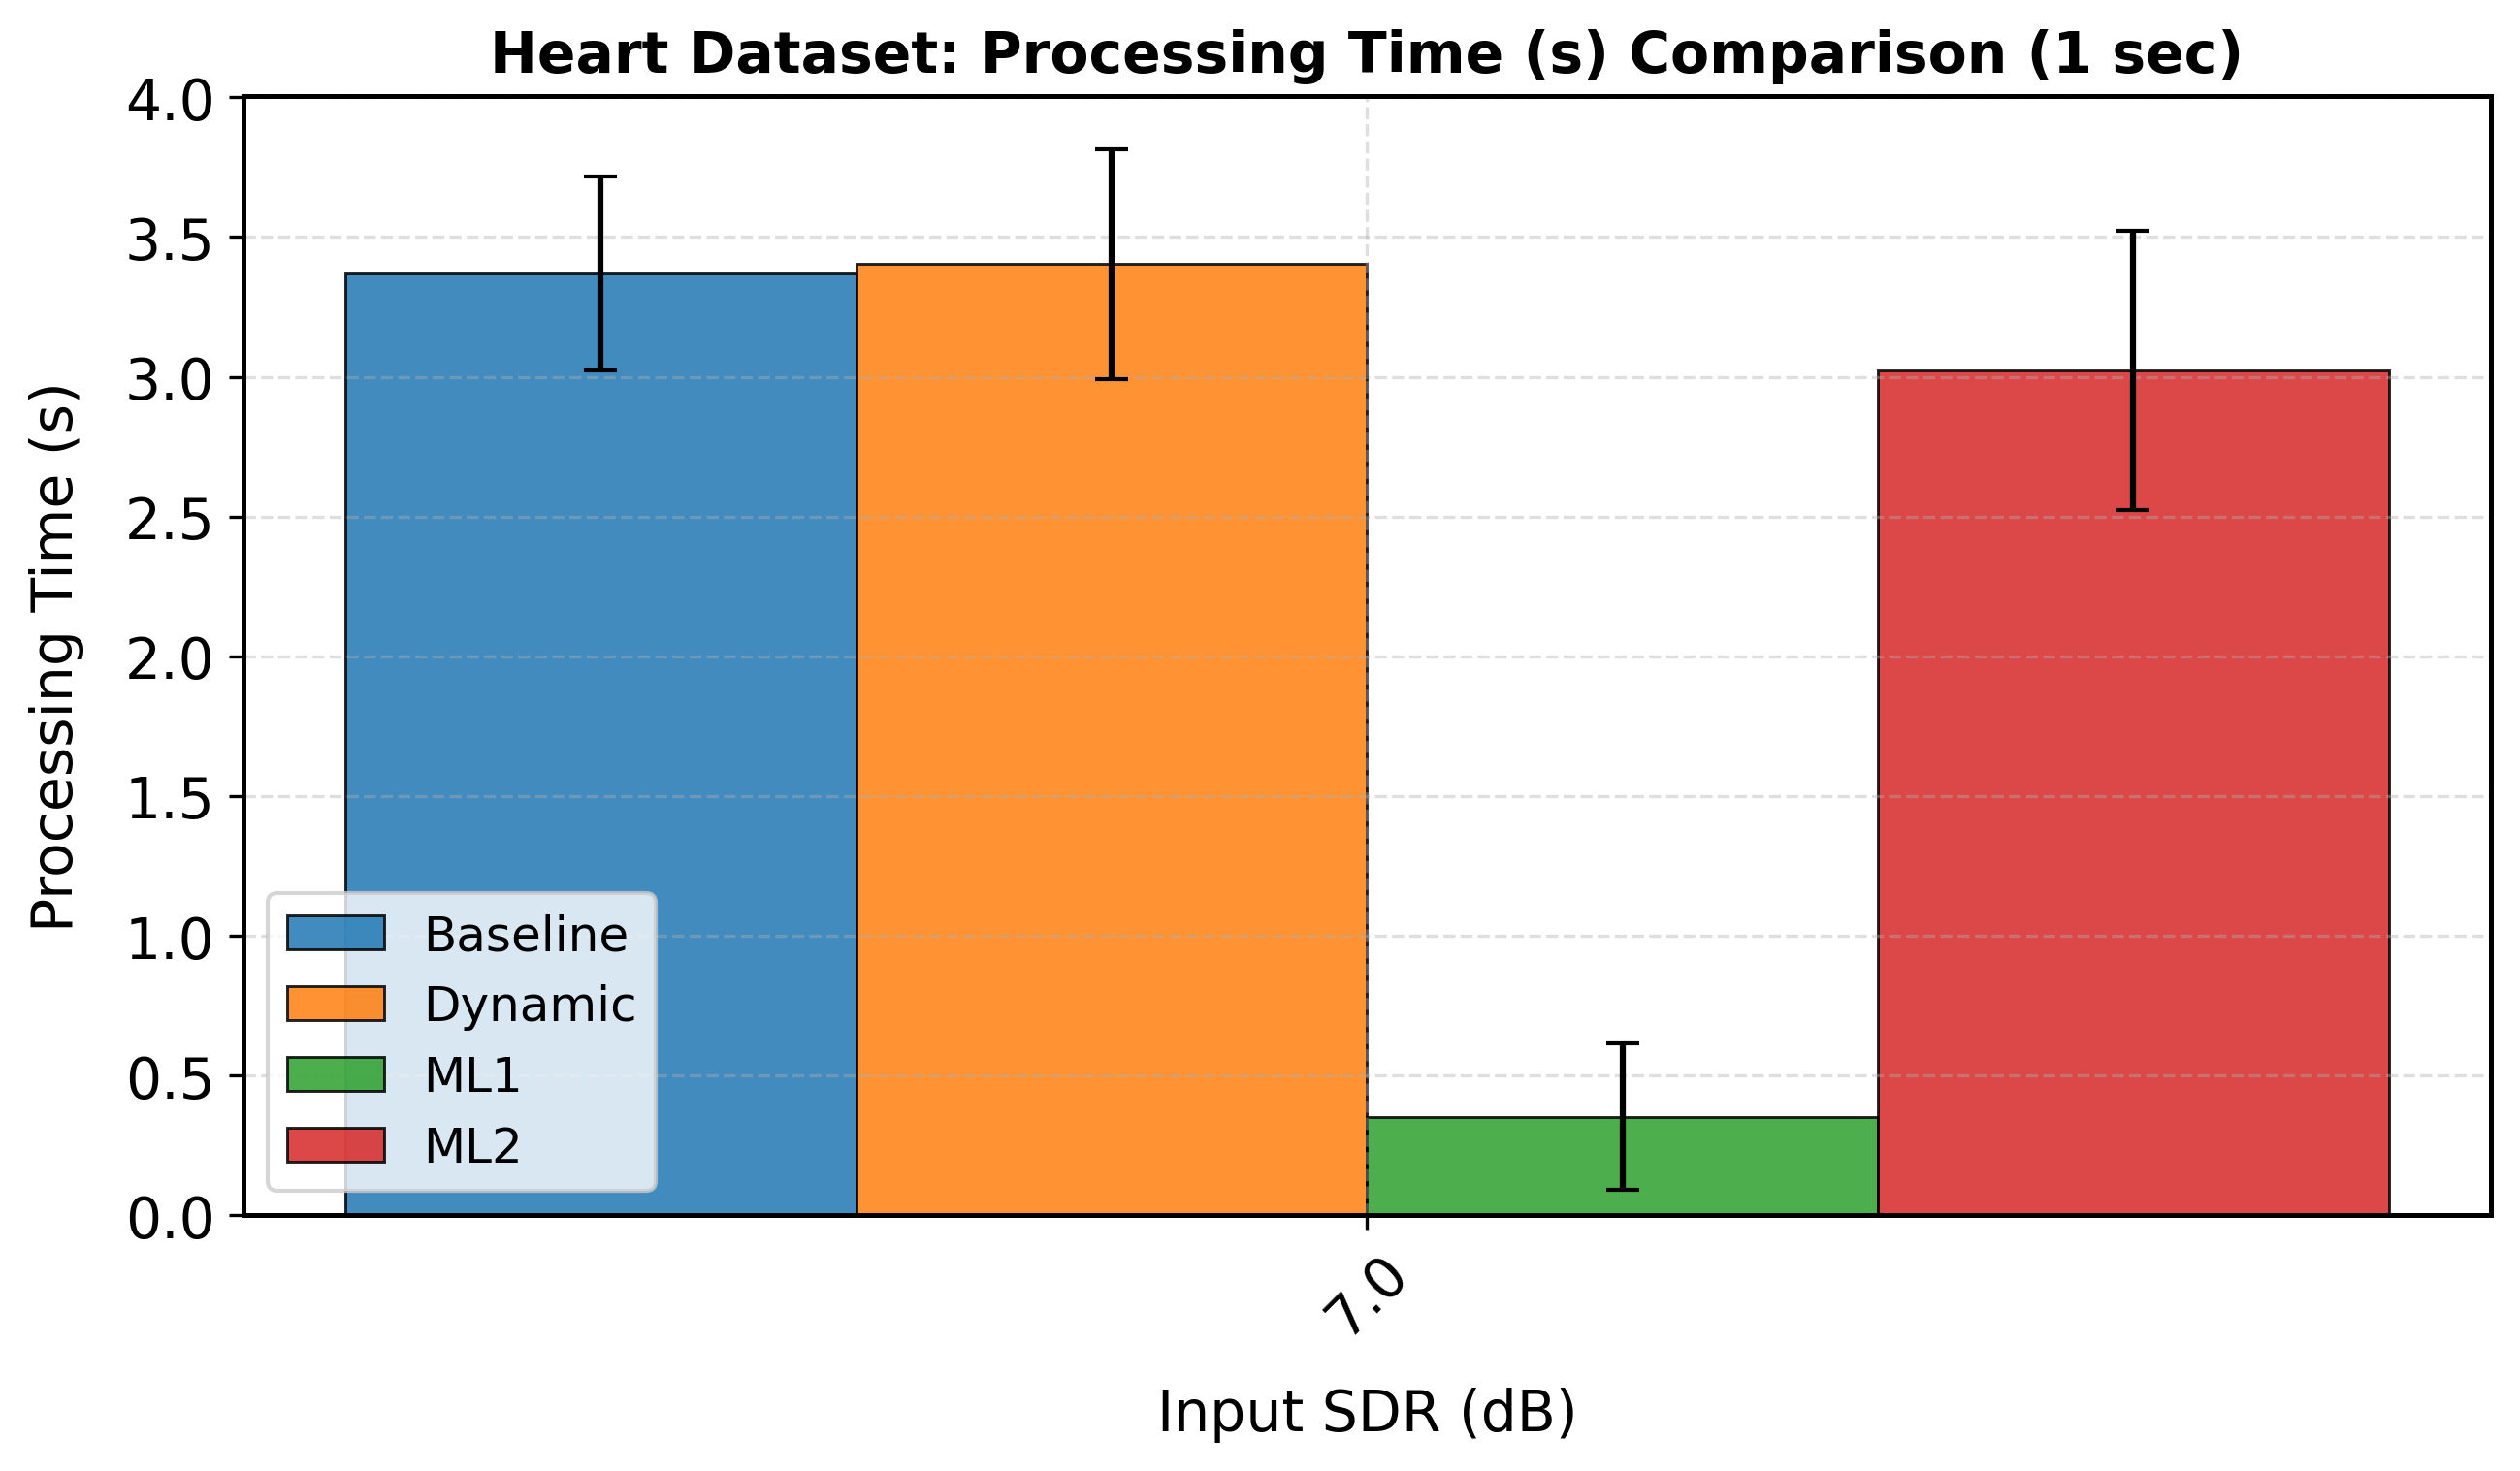 Heart Dataset: Processing Time (s) Comparison (1 sec)
Processing Time (s)
4.0
3.5
3.0
2.5
2.0
1.5
1.0
0.5
0.0
Baseline
Dynamic
ML1
ML2
7.0
Input SDR (dB)